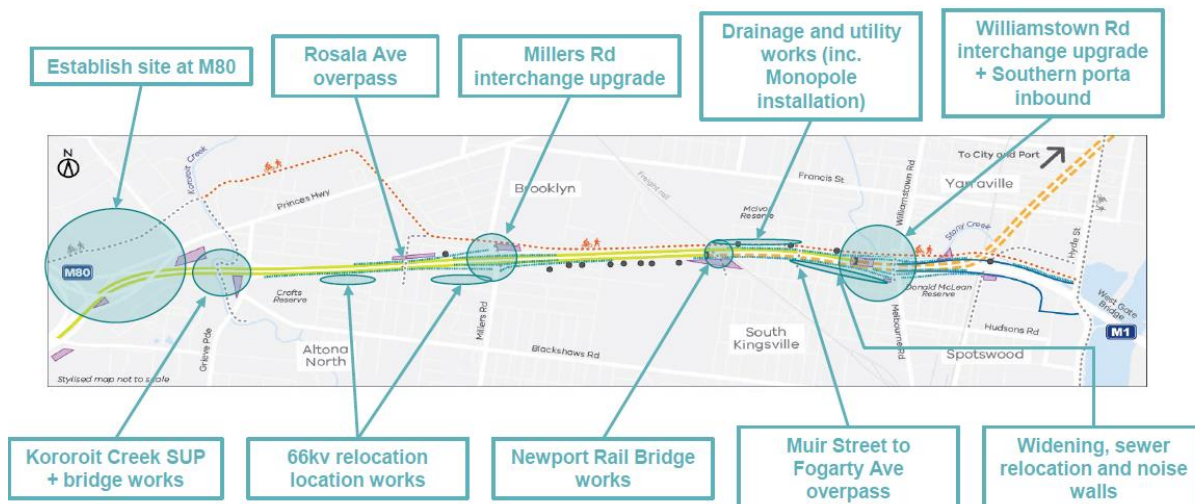 Establish site at M80
Rosala Ave
overpass
Millers Rd
interchange upgrade
Drainage and utility
works (inc.
Monopole
installation)
Williamstown Rd
interchange upgrade
+ Southern porta
inbound
N
Kororoit Creek
Princes Hwy
Brooklyn
Freight rail
McIvor
Reserve
Francis St
Williamstown Rd
To City and Port
Yarraville
Stony Creek
Hyde St
M80
Crofts
Reserve
Grieve Pde
Altona
North
Millers Rd
Blackshaws Rd
South
Kingsville
Melbourne Rd
Donald McLean
Reserve
Hudsons Rd
Spotswood
West Gate
Bridge
M1
Stylised map not to scale
Kororoit Creek SUP
+ bridge works
66kv relocation
location works
Newport Rail Bridge
works
Muir Street to
Fogarty Ave
overpass
Widening, sewer
relocation and noise
walls